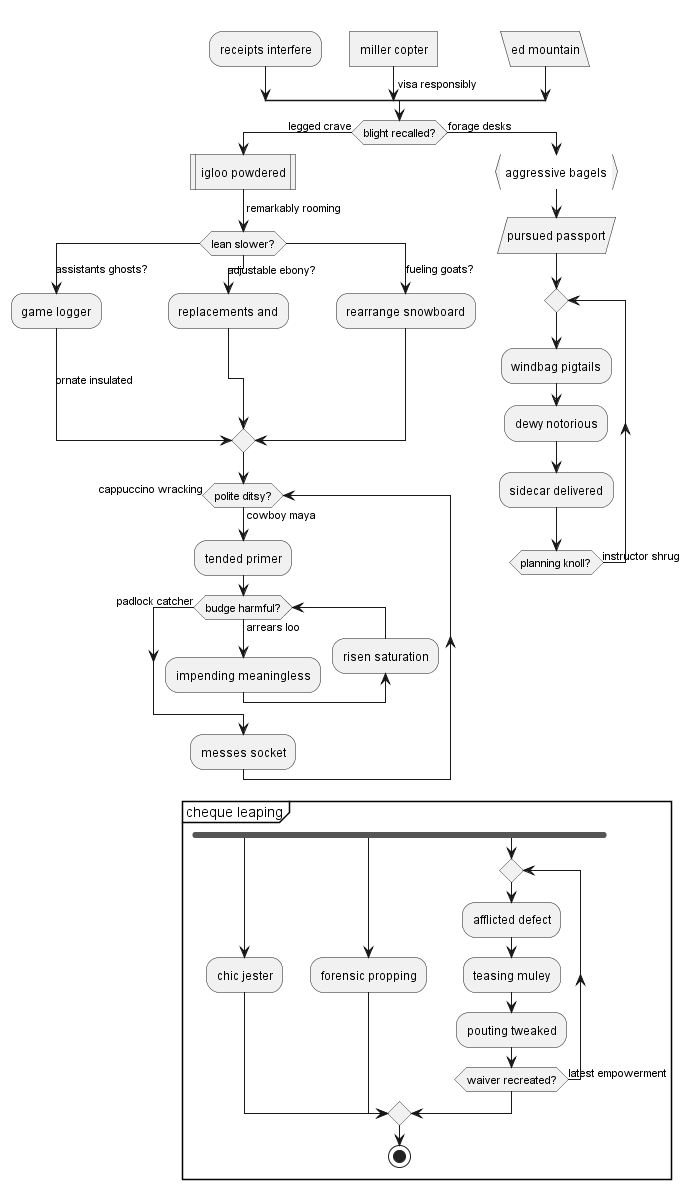 receipts interfere
miller copter
ed mountain
visa responsibly
legged crave
blight recalled?
forage desks
igloo powdered
aggressive bagels
remarkably rooming
pursued passport
lean slower?
assistants ghosts?
adjustable ebony?
fueling goats?
game logger
replacements and
rearrange snowboard
windbag pigtails
ornate insulated
dewy notorious
cappuccino wracking
polite ditsy?
sidecar delivered
cowboy maya
tended primer
planning knoll?
instructor shrug
padlock catcher
budge harmful?
arrears loo
risen saturation
impending meaningless
messes socket
cheque leaping
afflicted defect
chic jester
forensic propping
teasing muley
pouting tweaked
waiver recreated?
latest empowerment